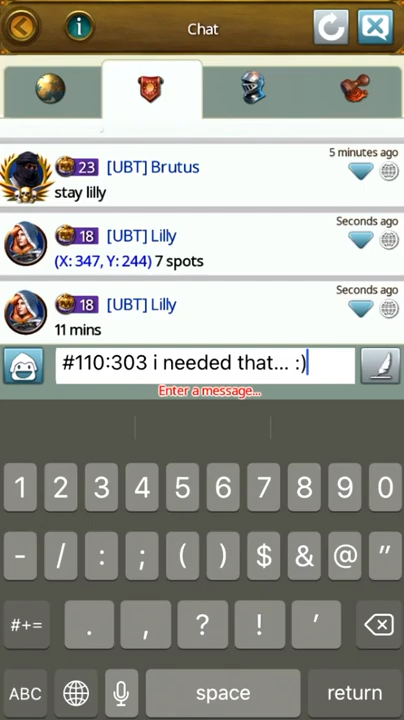 Chat
5 minutes ago
23 [UBT] Brutus
stay lilly
Seconds ago
18 [UBT] Lilly
(X: 347, Y: 244) 7 spots
Seconds ago
18 [UBT] Lilly
11 mins
#110:303 i needed that... :)
Enter a message...
1 2 3 4 5 6 7 8 9 0
- / : ; ( ) $ & @ "
#+= . , ? ! '
ABC space return